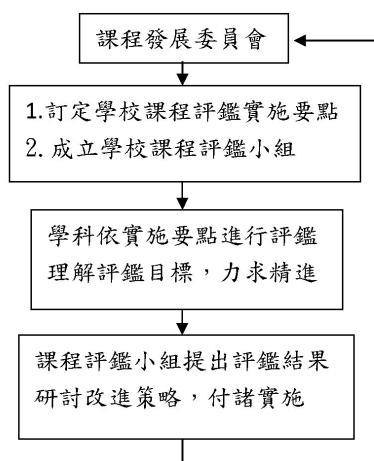 課程發展委員會
1.訂定學校課程評鑑實施要點
2. 成立學校課程評鑑小組
學科依實施要點進行評鑑
理解評鑑目標，力求精進
課程評鑑小組提出評鑑結果
研討改進策略，付諸實施